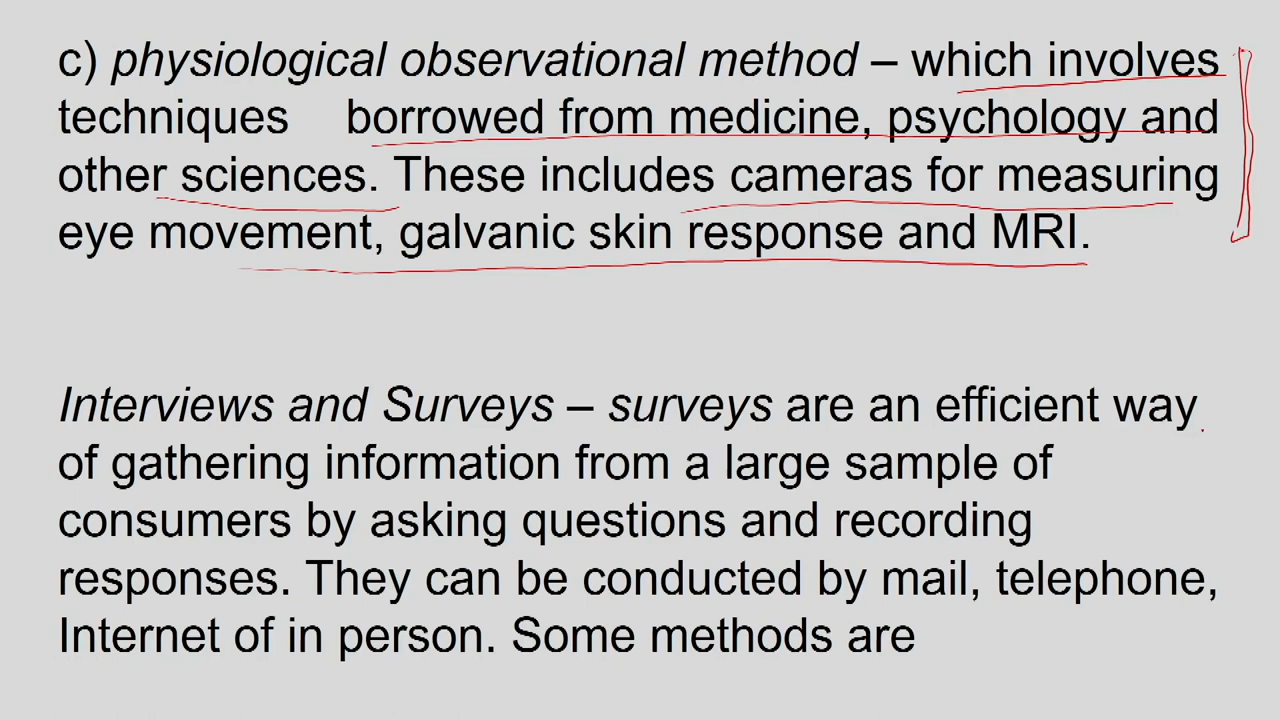 c) physiological observational method – which involves
techniques borrowed from medicine, psychology and
other sciences. These includes cameras for measuring
eye movement, galvanic skin response and MRI.
Interviews and Surveys – surveys are an efficient way
of gathering information from a large sample of
consumers by asking questions and recording
responses. They can be conducted by mail, telephone,
Internet of in person. Some methods are